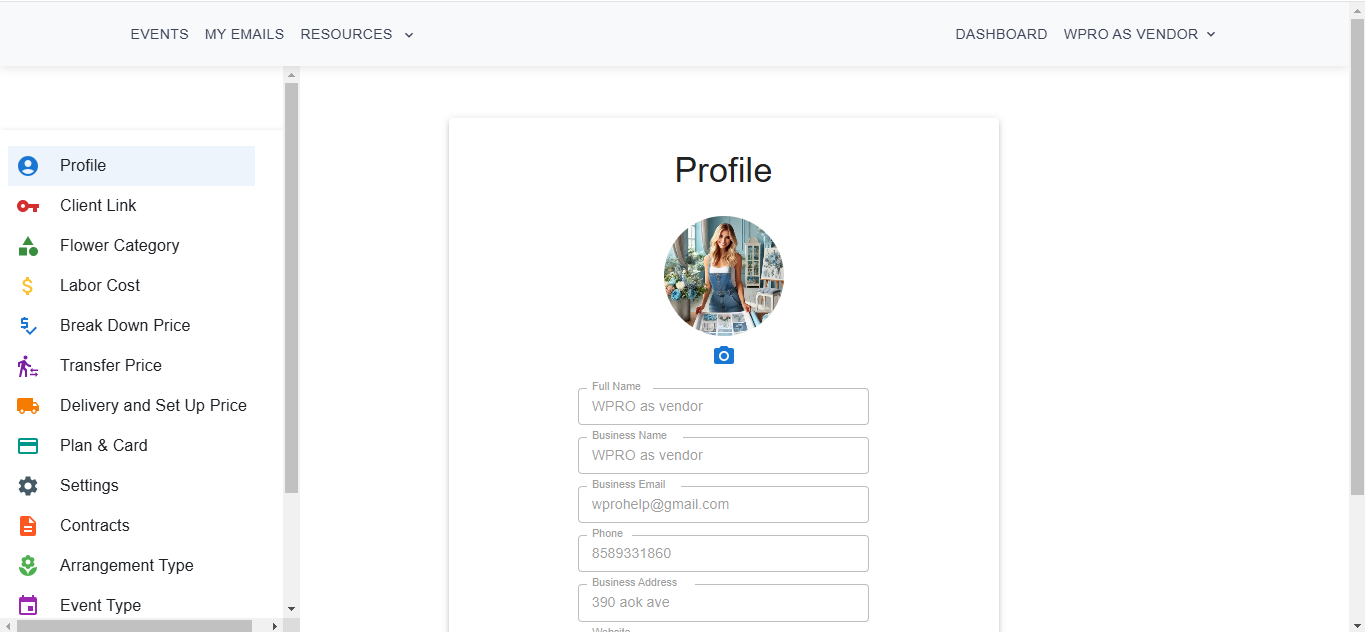 EVENTS MY EMAILS RESOURCES DASHBOARD WPRO AS VENDOR
Profile
Client Link
Flower Category
Labor Cost
Break Down Price
Transfer Price
Delivery and Set Up Price
Plan & Card
Settings
Contracts
Arrangement Type
Event Type
Profile
Full Name
WPRO as vendor
Business Name
WPRO as vendor
Business Email
wprohelp@gmail.com
Phone
8589331860
Business Address
390 aok ave
Website